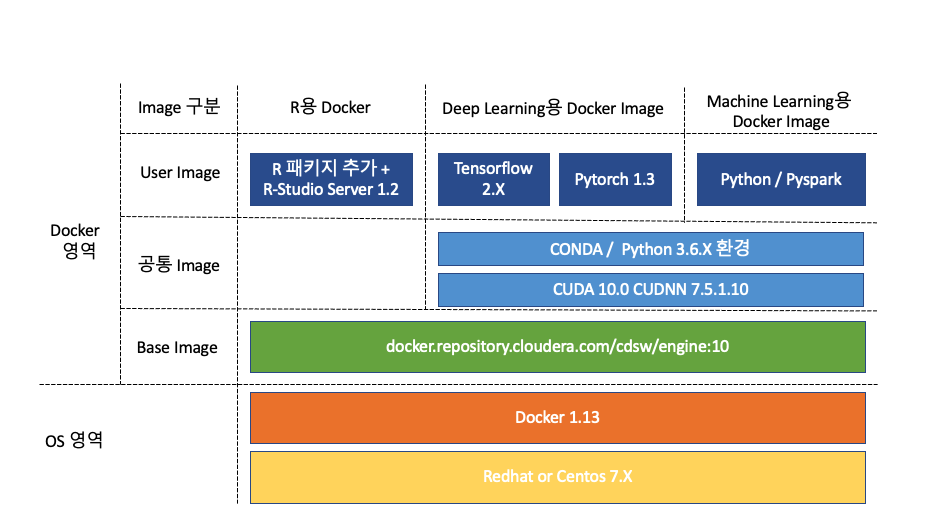 Image 구분
R용 Docker
Deep Learning용 Docker Image
Machine Learning용
Docker Image
User Image
R 패키지 추가 +
R-Studio Server 1.2
Tensorflow
2.X
Pytorch 1.3
Python / Pyspark
Docker
영역
공통 Image
CONDA / Python 3.6.X 환경
CUDA 10.0 CUDNN 7.5.1.10
Base Image
docker.repository.cloudera.com/cdsw/engine:10
OS 영역
Docker 1.13
Redhat or Centos 7.X